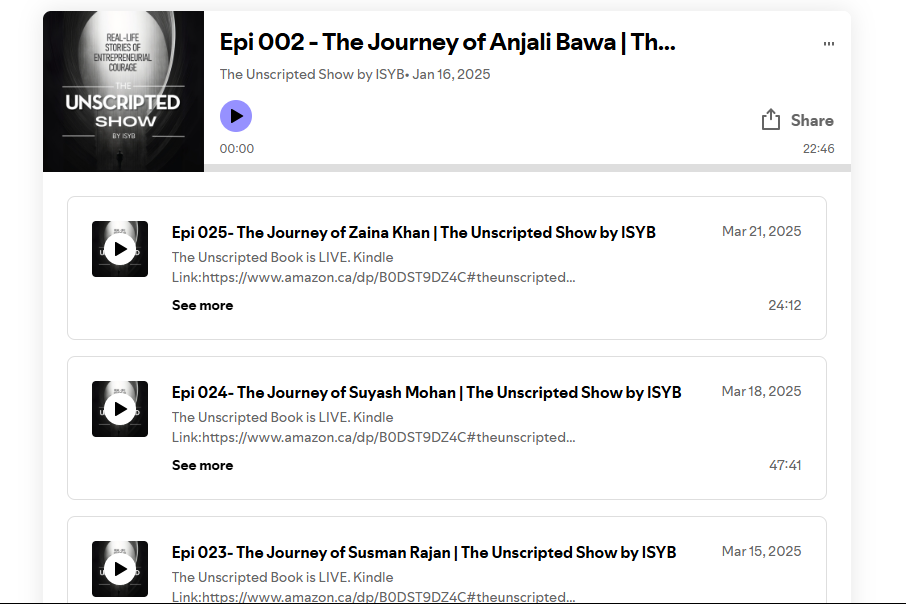 REAL-LIFE
STORIES OF
ENTREPRENEURIAL
COURAGE
THE
UNSCRIPTED
SHOW
BY ISYB
Epi 002 - The Journey of Anjali Bawa | Th...
The Unscripted Show by ISYB• Jan 16, 2025
Share
00:00
22:46
Epi 025- The Journey of Zaina Khan | The Unscripted Show by ISYB
Mar 21, 2025
The Unscripted Book is LIVE. Kindle
Link:https://www.amazon.ca/dp/B0DST9DZ4C#theunscripted...
See more
24:12
Epi 024- The Journey of Suyash Mohan | The Unscripted Show by ISYB
Mar 18, 2025
The Unscripted Book is LIVE. Kindle
Link:https://www.amazon.ca/dp/B0DST9DZ4C#theunscripted...
See more
47:41
Epi 023- The Journey of Susman Rajan | The Unscripted Show by ISYB
Mar 15, 2025
The Unscripted Book is LIVE. Kindle
Link:https://www.amazon.ca/dp/B0DST9DZ4C#theunscripted...